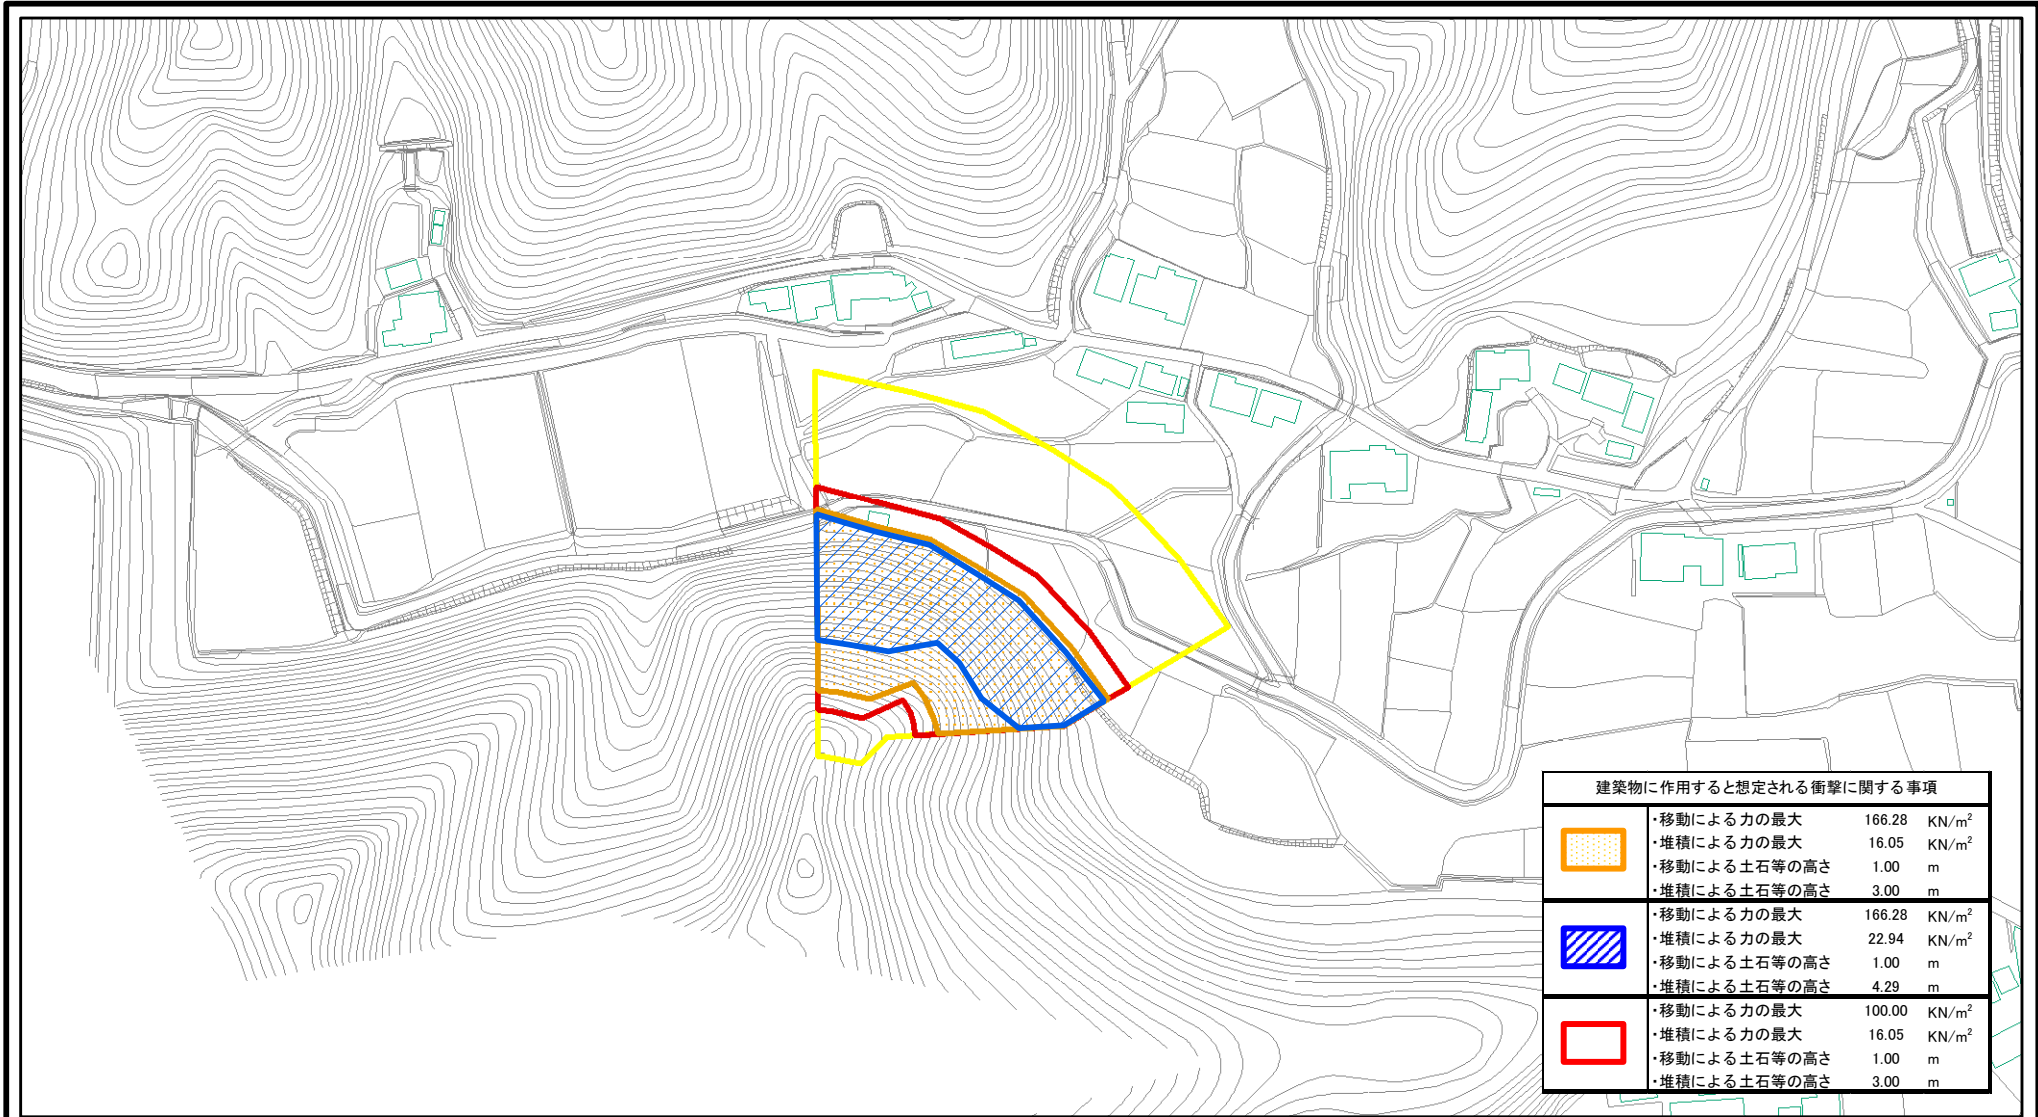 建築物に作用すると想定される衝撃に関する事項
・移動による力の最大 166.28 KN/m²
・堆積による力の最大 16.05 KN/m²
・移動による土石等の高さ 1.00 m
・堆積による土石等の高さ 3.00 m
・移動による力の最大 166.28 KN/m²
・堆積による力の最大 22.94 KN/m²
・移動による土石等の高さ 1.00 m
・堆積による土石等の高さ 4.29 m
・移動による力の最大 100.00 KN/m²
・堆積による力の最大 16.05 KN/m²
・移動による土石等の高さ 1.00 m
・堆積による土石等の高さ 3.00 m